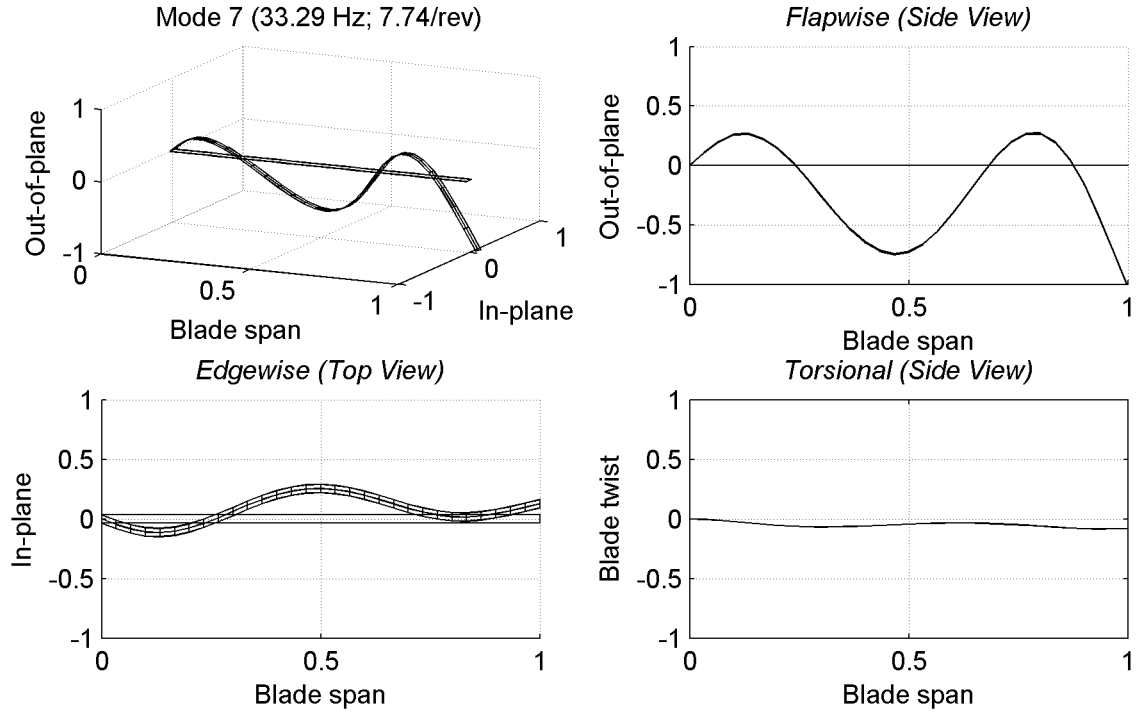 Mode 7 (33.29 Hz; 7.74/rev)
Out-of-plane
1
0
-1
0
0.5
1
-1
0
1
Blade span
In-plane
Flapwise (Side View)
Out-of-plane
1
0.5
0
-0.5
-1
0
0.5
1
Blade span
Edgewise (Top View)
In-plane
1
0.5
0
-0.5
-1
0
0.5
1
Blade span
Torsional (Side View)
Blade twist
1
0.5
0
-0.5
-1
0
0.5
1
Blade span